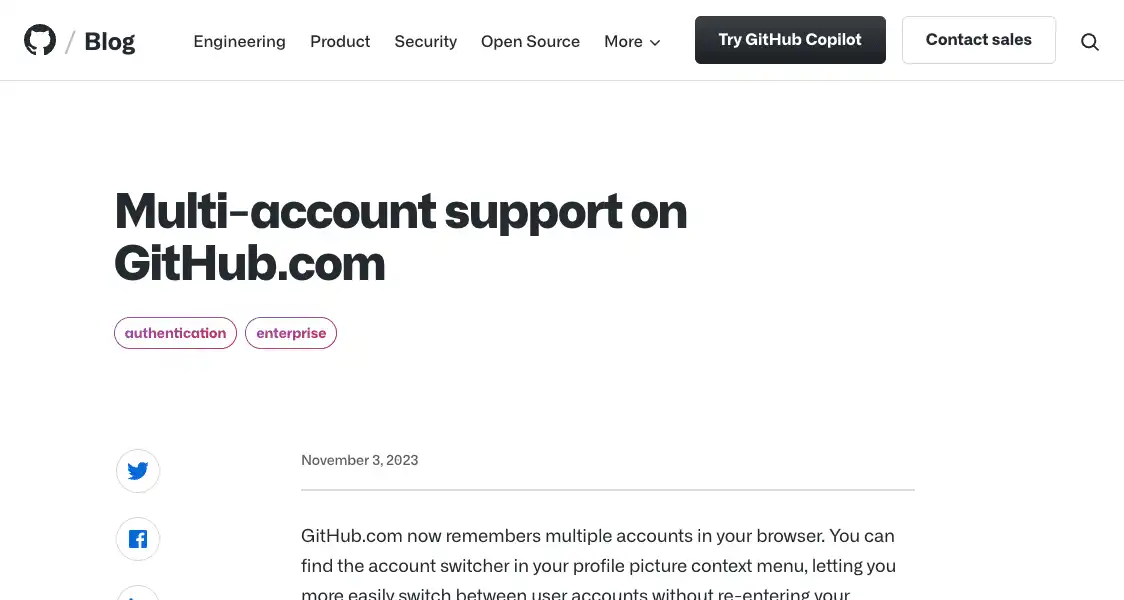 / Blog Engineering Product Security Open Source More Try GitHub Copilot Contact sales
Multi-account support on
GitHub.com
authentication enterprise
November 3, 2023
GitHub.com now remembers multiple accounts in your browser. You can
find the account switcher in your profile picture context menu, letting you
more easily switch between user accounts without re-entering your